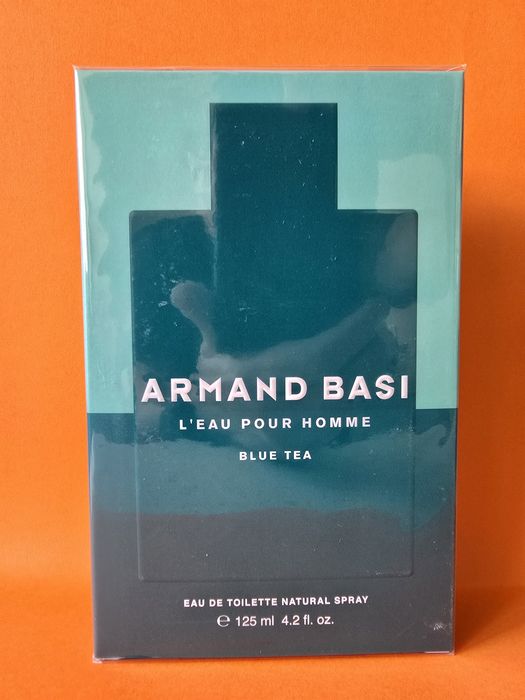 ARMAND BASI
L'EAU POUR HOMME
BLUE TEA
EAU DE TOILETTE NATURAL SPRAY
℮ 125 ml 4.2 fl. oz.